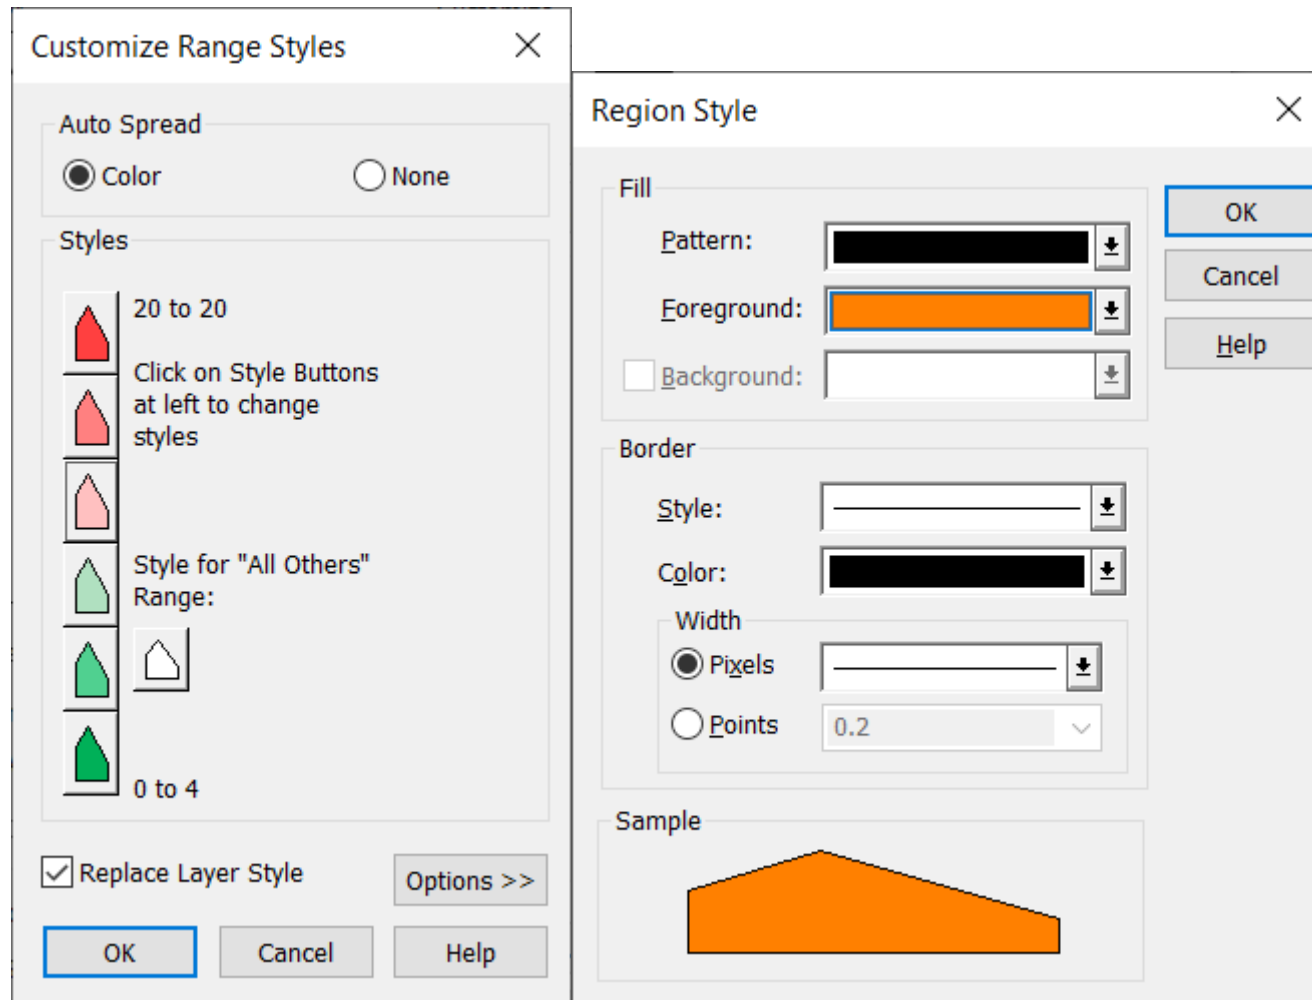 Customize Range Styles
Auto Spread
Color
None
Styles
20 to 20
Click on Style Buttons
at left to change
styles
Style for "All Others"
Range:
0 to 4
Replace Layer Style
Options >>
OK
Cancel
Help
Region Style
Fill
Pattern:
Foreground:
Background:
OK
Cancel
Help
Border
Style:
Color:
Width
Pixels
Points
0.2
Sample